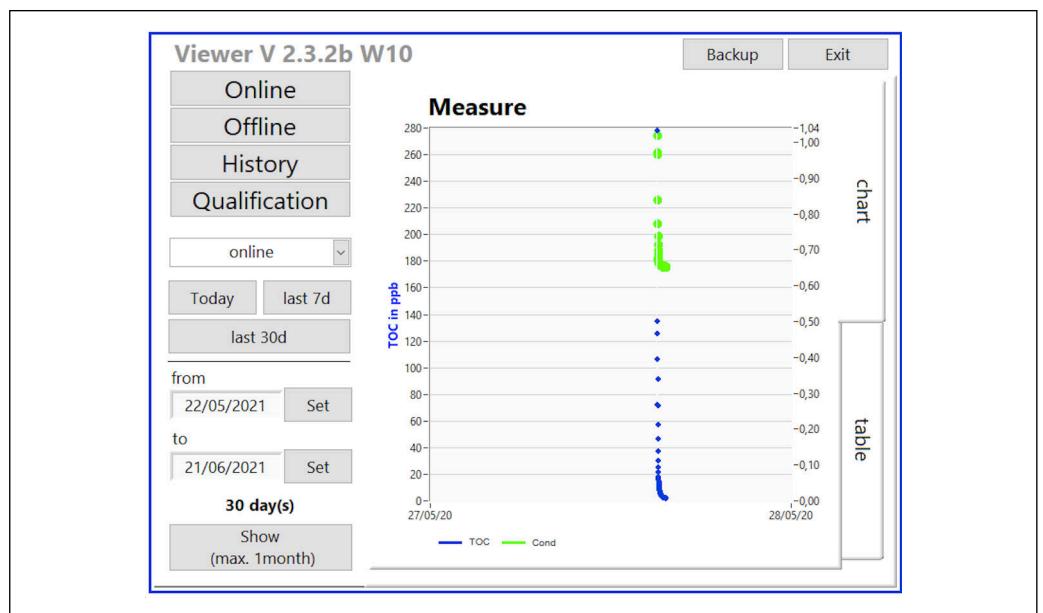 Viewer V 2.3.2b W10
Backup
Exit
Online
Offline
History
Qualification
online
Today
last 7d
last 30d
from
22/05/2021
Set
to
21/06/2021
Set
30 day(s)
Show
(max. 1month)
Measure
TOC in ppb
280
260
240
220
200
180
160
140
120
100
80
60
40
20
0
1,04
1,00
0,90
0,80
0,70
0,60
0,50
0,40
0,30
0,20
0,10
0,00
27/05/20
28/05/20
TOC
Cond
chart
table